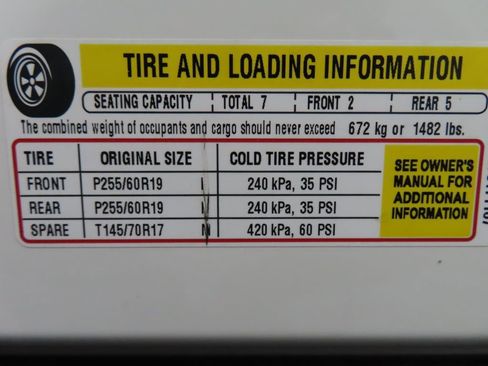 TIRE AND LOADING INFORMATION
SEATING CAPACITY TOTAL 7 FRONT 2 REAR 5
The combined weight of occupants and cargo should never exceed 672 kg or 1482 lbs.
TIRE ORIGINAL SIZE COLD TIRE PRESSURE
FRONT P255/60R19 240 kPa, 35 PSI
REAR P255/60R19 240 kPa, 35 PSI
SPARE T145/70R17 420 kPa, 60 PSI
SEE OWNER'S
MANUAL FOR
ADDITIONAL
INFORMATION